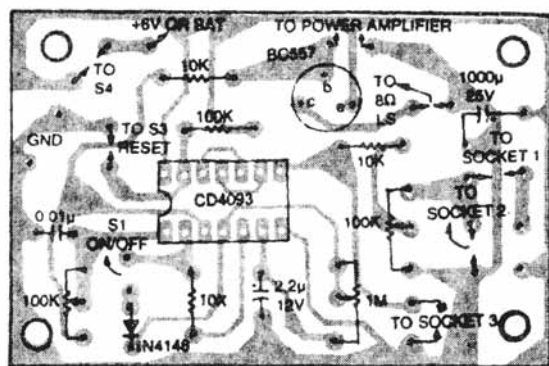 +6V OR BAT
TO POWER AMPLIFIER
BC557
TO S4
10K
b
c
e
TO 8Ω LS
1000µ 25V
GND
TO S3 RESET
100K
10K
TO SOCKET 1
CD4093
0.01µ
S1 ON/OFF
100K
TO SOCKET 2
100K
10K
2,2µ 12V
1M
TO SOCKET 3
IN4148